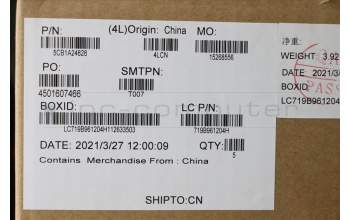 P/N: (4L)Origin: China MO:
5CB1A24828 4LCN 15268556
PO: SMTPN:
4501607466 T007
BOXID: LC P/N
LC719B961204H112633503 719B961204H
DATE: 2021/3/27 12:00:09 QTY:
5
Contains Merchandise From : China
SHIPTO:CN
净重:
WEIGHT 3.92
DATE 2021/3/
PASS
LC719B961204